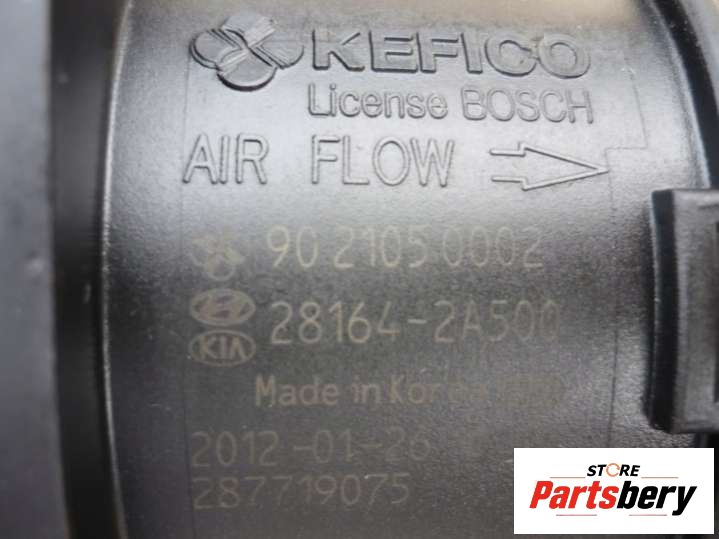 KEFICO
License BOSCH
AIR FLOW
90 2105 0002
28164-2A500
KIA
Made in Korea
2012-01-26
287719075
STORE
Partsbery